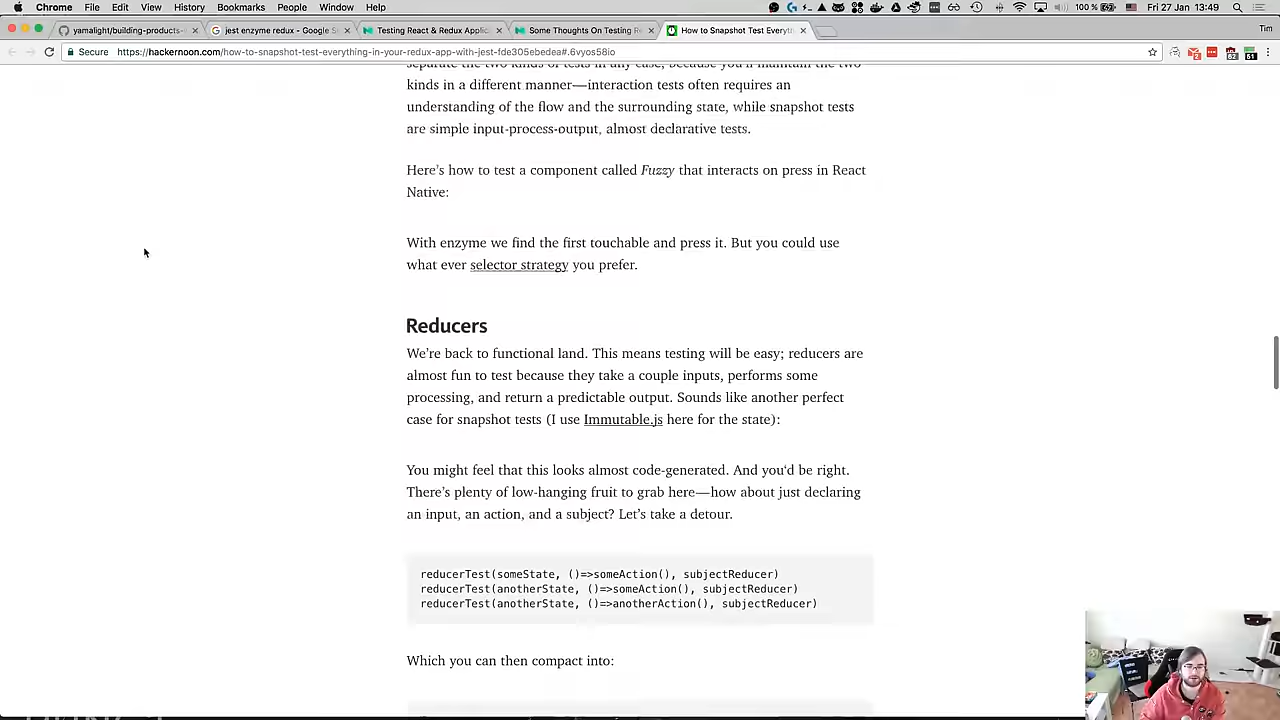 Chrome File Edit View History Bookmarks People Window Help
100 % Fri 27 Jan 13:49
yamalight/building-products-
jest enzyme redux - Google S
Testing React & Redux Applic
Some Thoughts On Testing Re
How to Snapshot Test Everyth
Tim
Secure https://hackernoon.com/how-to-snapshot-test-everything-in-your-redux-app-with-jest-fde305ebedea#.6vyos58io
separate the two kinds of tests in any case, because you'll maintain the two
kinds in a different manner—interaction tests often requires an
understanding of the flow and the surrounding state, while snapshot tests
are simple input-process-output, almost declarative tests.
Here's how to test a component called Fuzzy that interacts on press in React
Native:
With enzyme we find the first touchable and press it. But you could use
what ever selector strategy you prefer.
Reducers
We're back to functional land. This means testing will be easy; reducers are
almost fun to test because they take a couple inputs, performs some
processing, and return a predictable output. Sounds like another perfect
case for snapshot tests (I use Immutable.js here for the state):
You might feel that this looks almost code-generated. And you'd be right.
There's plenty of low-hanging fruit to grab here—how about just declaring
an input, an action, and a subject? Let's take a detour.
reducerTest(someState, ()=>someAction(), subjectReducer)
reducerTest(anotherState, ()=>someAction(), subjectReducer)
reducerTest(anotherState, ()=>anotherAction(), subjectReducer)
Which you can then compact into: